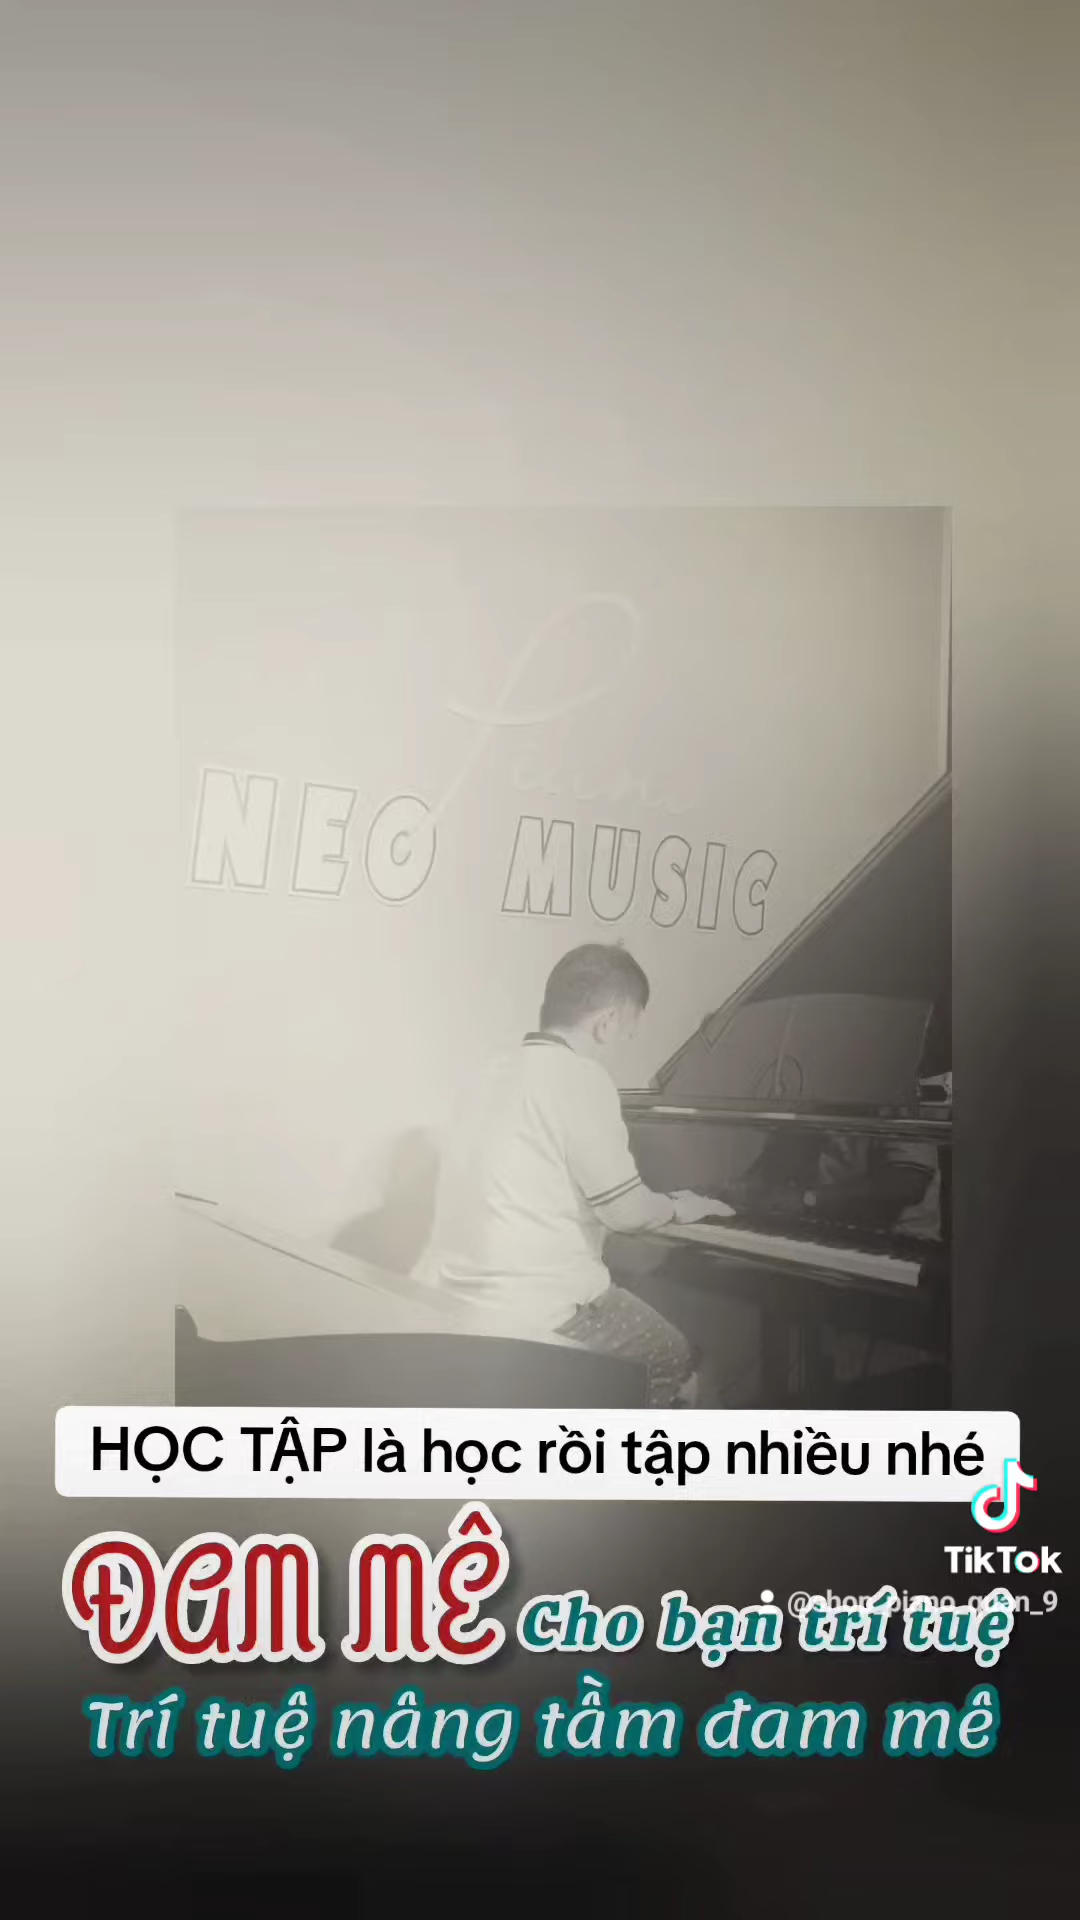 NEO MUSIC
HỌC TẬP là học rồi tập nhiều nhé
TikTok
@shop_piano_quan_9
ĐAM MÊ cho bạn trí tuệ
Trí tuệ nâng tầm đam mê